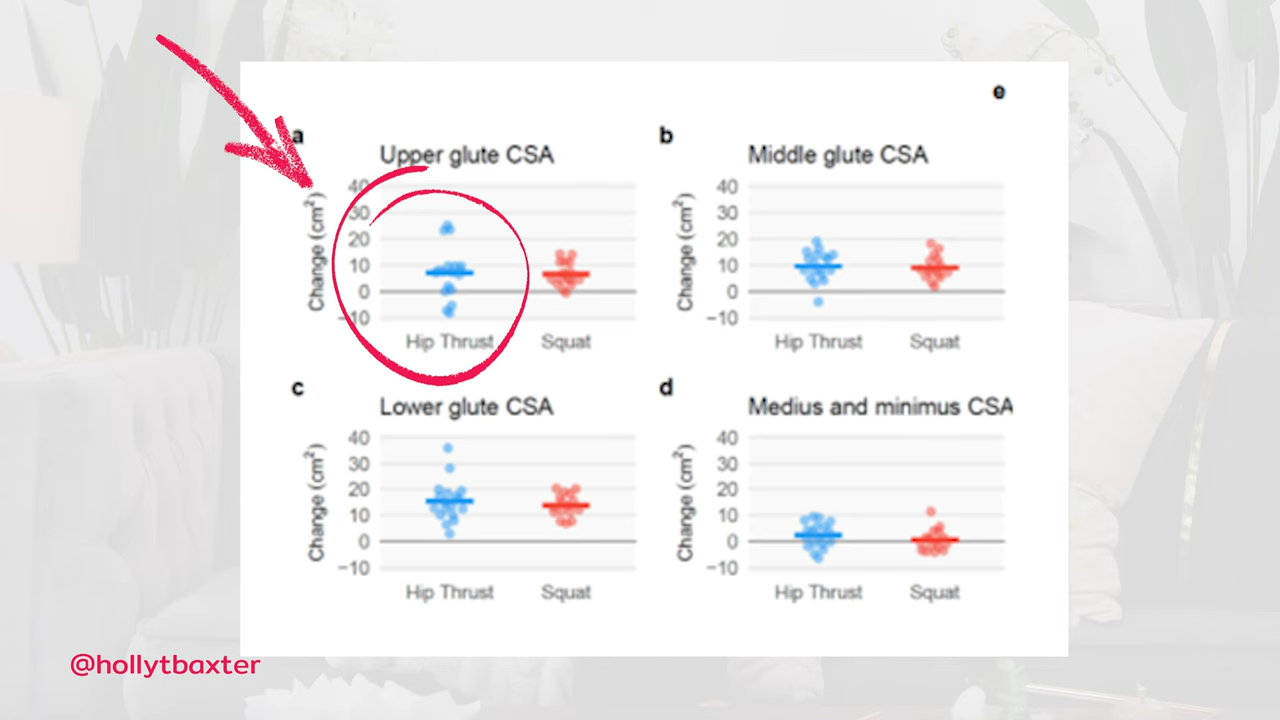 e
a
Upper glute CSA
Change (cm²)
40
30
20
10
0
−10
Hip Thrust
Squat
b
Middle glute CSA
Change (cm²)
40
30
20
10
0
−10
Hip Thrust
Squat
c
Lower glute CSA
Change (cm²)
40
30
20
10
0
−10
Hip Thrust
Squat
d
Medius and minimus CSA
Change (cm²)
40
30
20
10
0
−10
Hip Thrust
Squat
@hollytbaxter